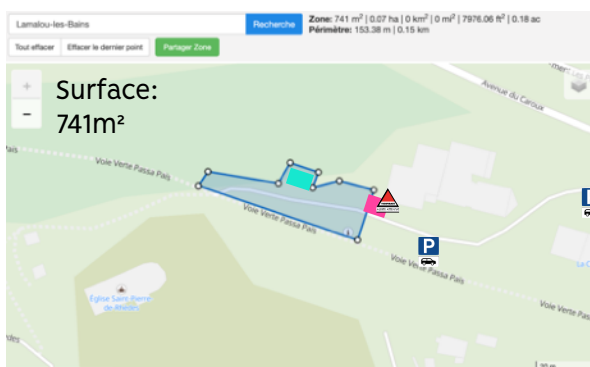 Lamalou-les-Bains
Recherche
Zone: 741 m² | 0.07 ha | 0 km² | 0 mi² | 7976.06 ft² | 0.18 ac
Périmètre: 153.38 m | 0.15 km
Tout effacer
Effacer le dernier point
Partager Zone
+
−
Surface:
741m²
Avenue du Caroux
Pais
Voie Verte Passa Païs
Voie Verte Passa Païs
P
Voie Verte Passa Païs
Église Saint-Pierre
de-Rhèdes
Voie Verte Pas
La C